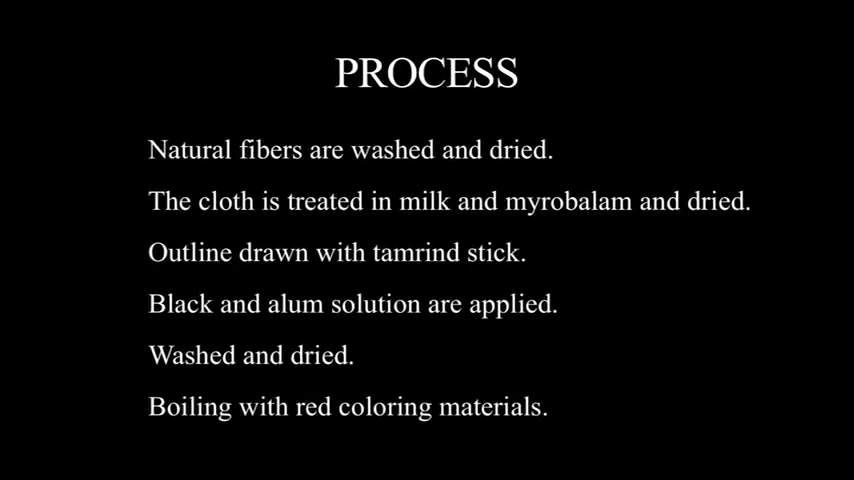 PROCESS
Natural fibers are washed and dried.
The cloth is treated in milk and myrobalam and dried.
Outline drawn with tamrind stick.
Black and alum solution are applied.
Washed and dried.
Boiling with red coloring materials.